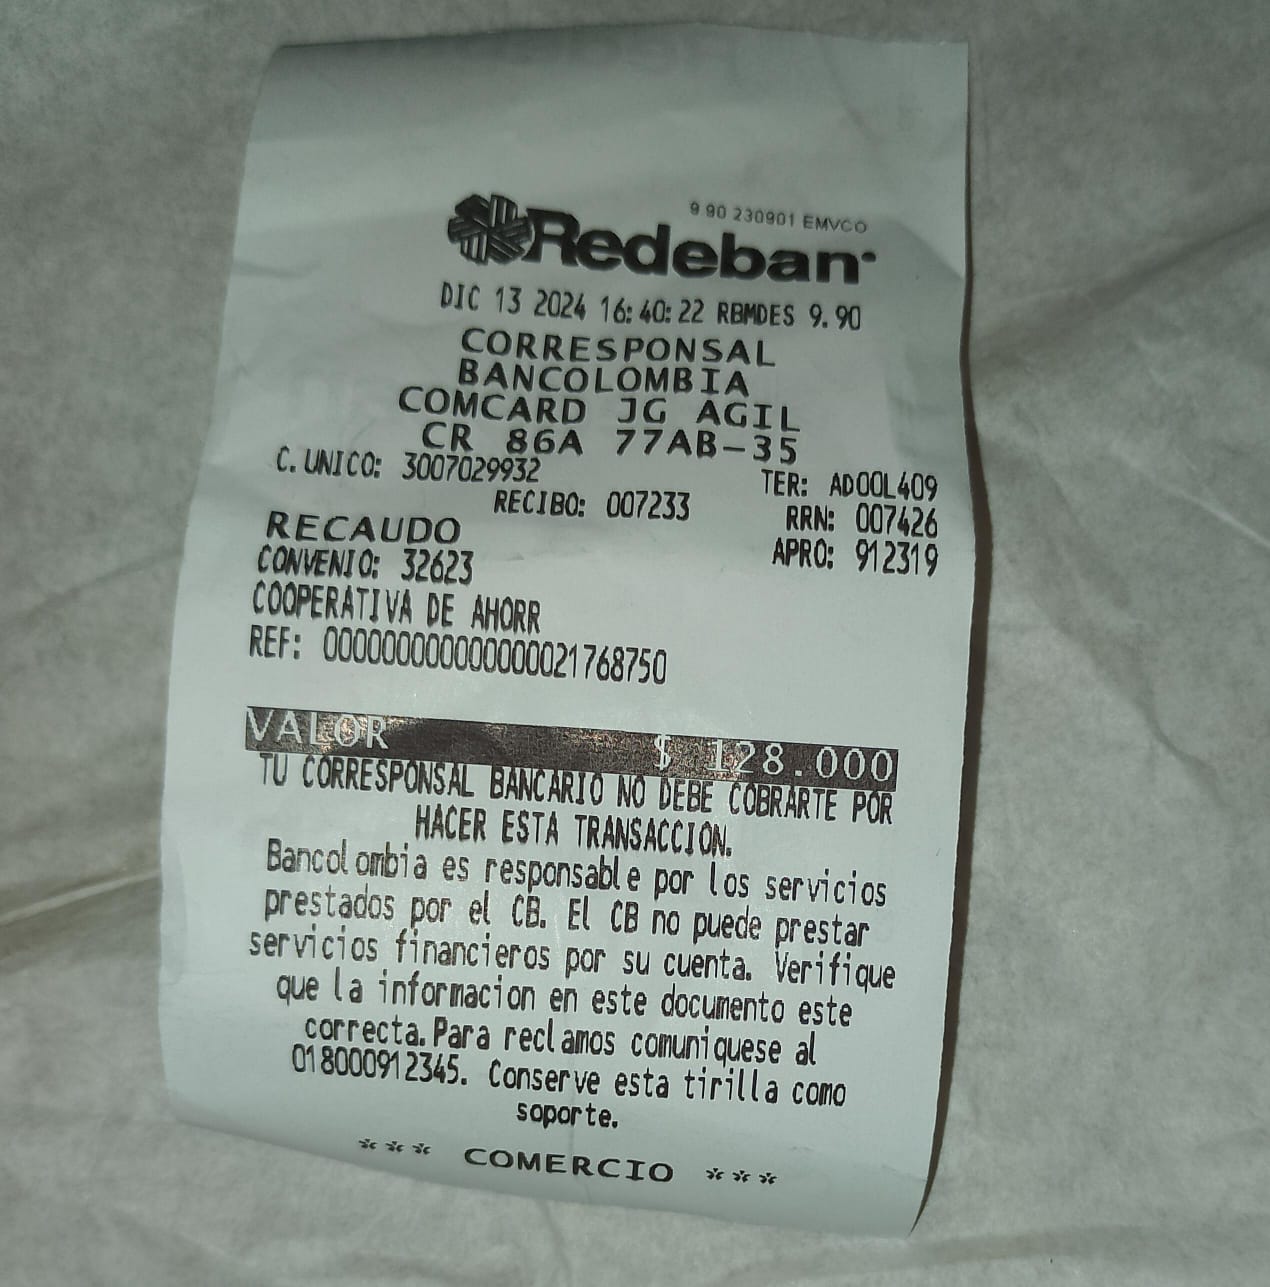 9 90 230901 EMVCO
Redeban
DIC 13 2024 16:40:22 RBMDES 9.90
CORRESPONSAL
BANCOLOMBIA
COMCARD JG AGIL
CR 86A 77AB-35
C. UNICO: 3007029932 TER: AD00L409
RECIBO: 007233 RRN: 007426
RECAUDO APRO: 912319
CONVENIO: 32623
COOPERATIVA DE AHORR
REF: 0000000000000000021768750
VALOR $ 128.000
TU CORRESPONSAL BANCARIO NO DEBE COBRARTE POR
HACER ESTA TRANSACCION.
Bancolombia es responsable por los servicios
prestados por el CB. El CB no puede prestar
servicios financieros por su cuenta. Verifique
que la informacion en este documento este
correcta.Para reclamos comuniquese al
018000912345. Conserve esta tirilla como
soporte.
*** COMERCIO ***